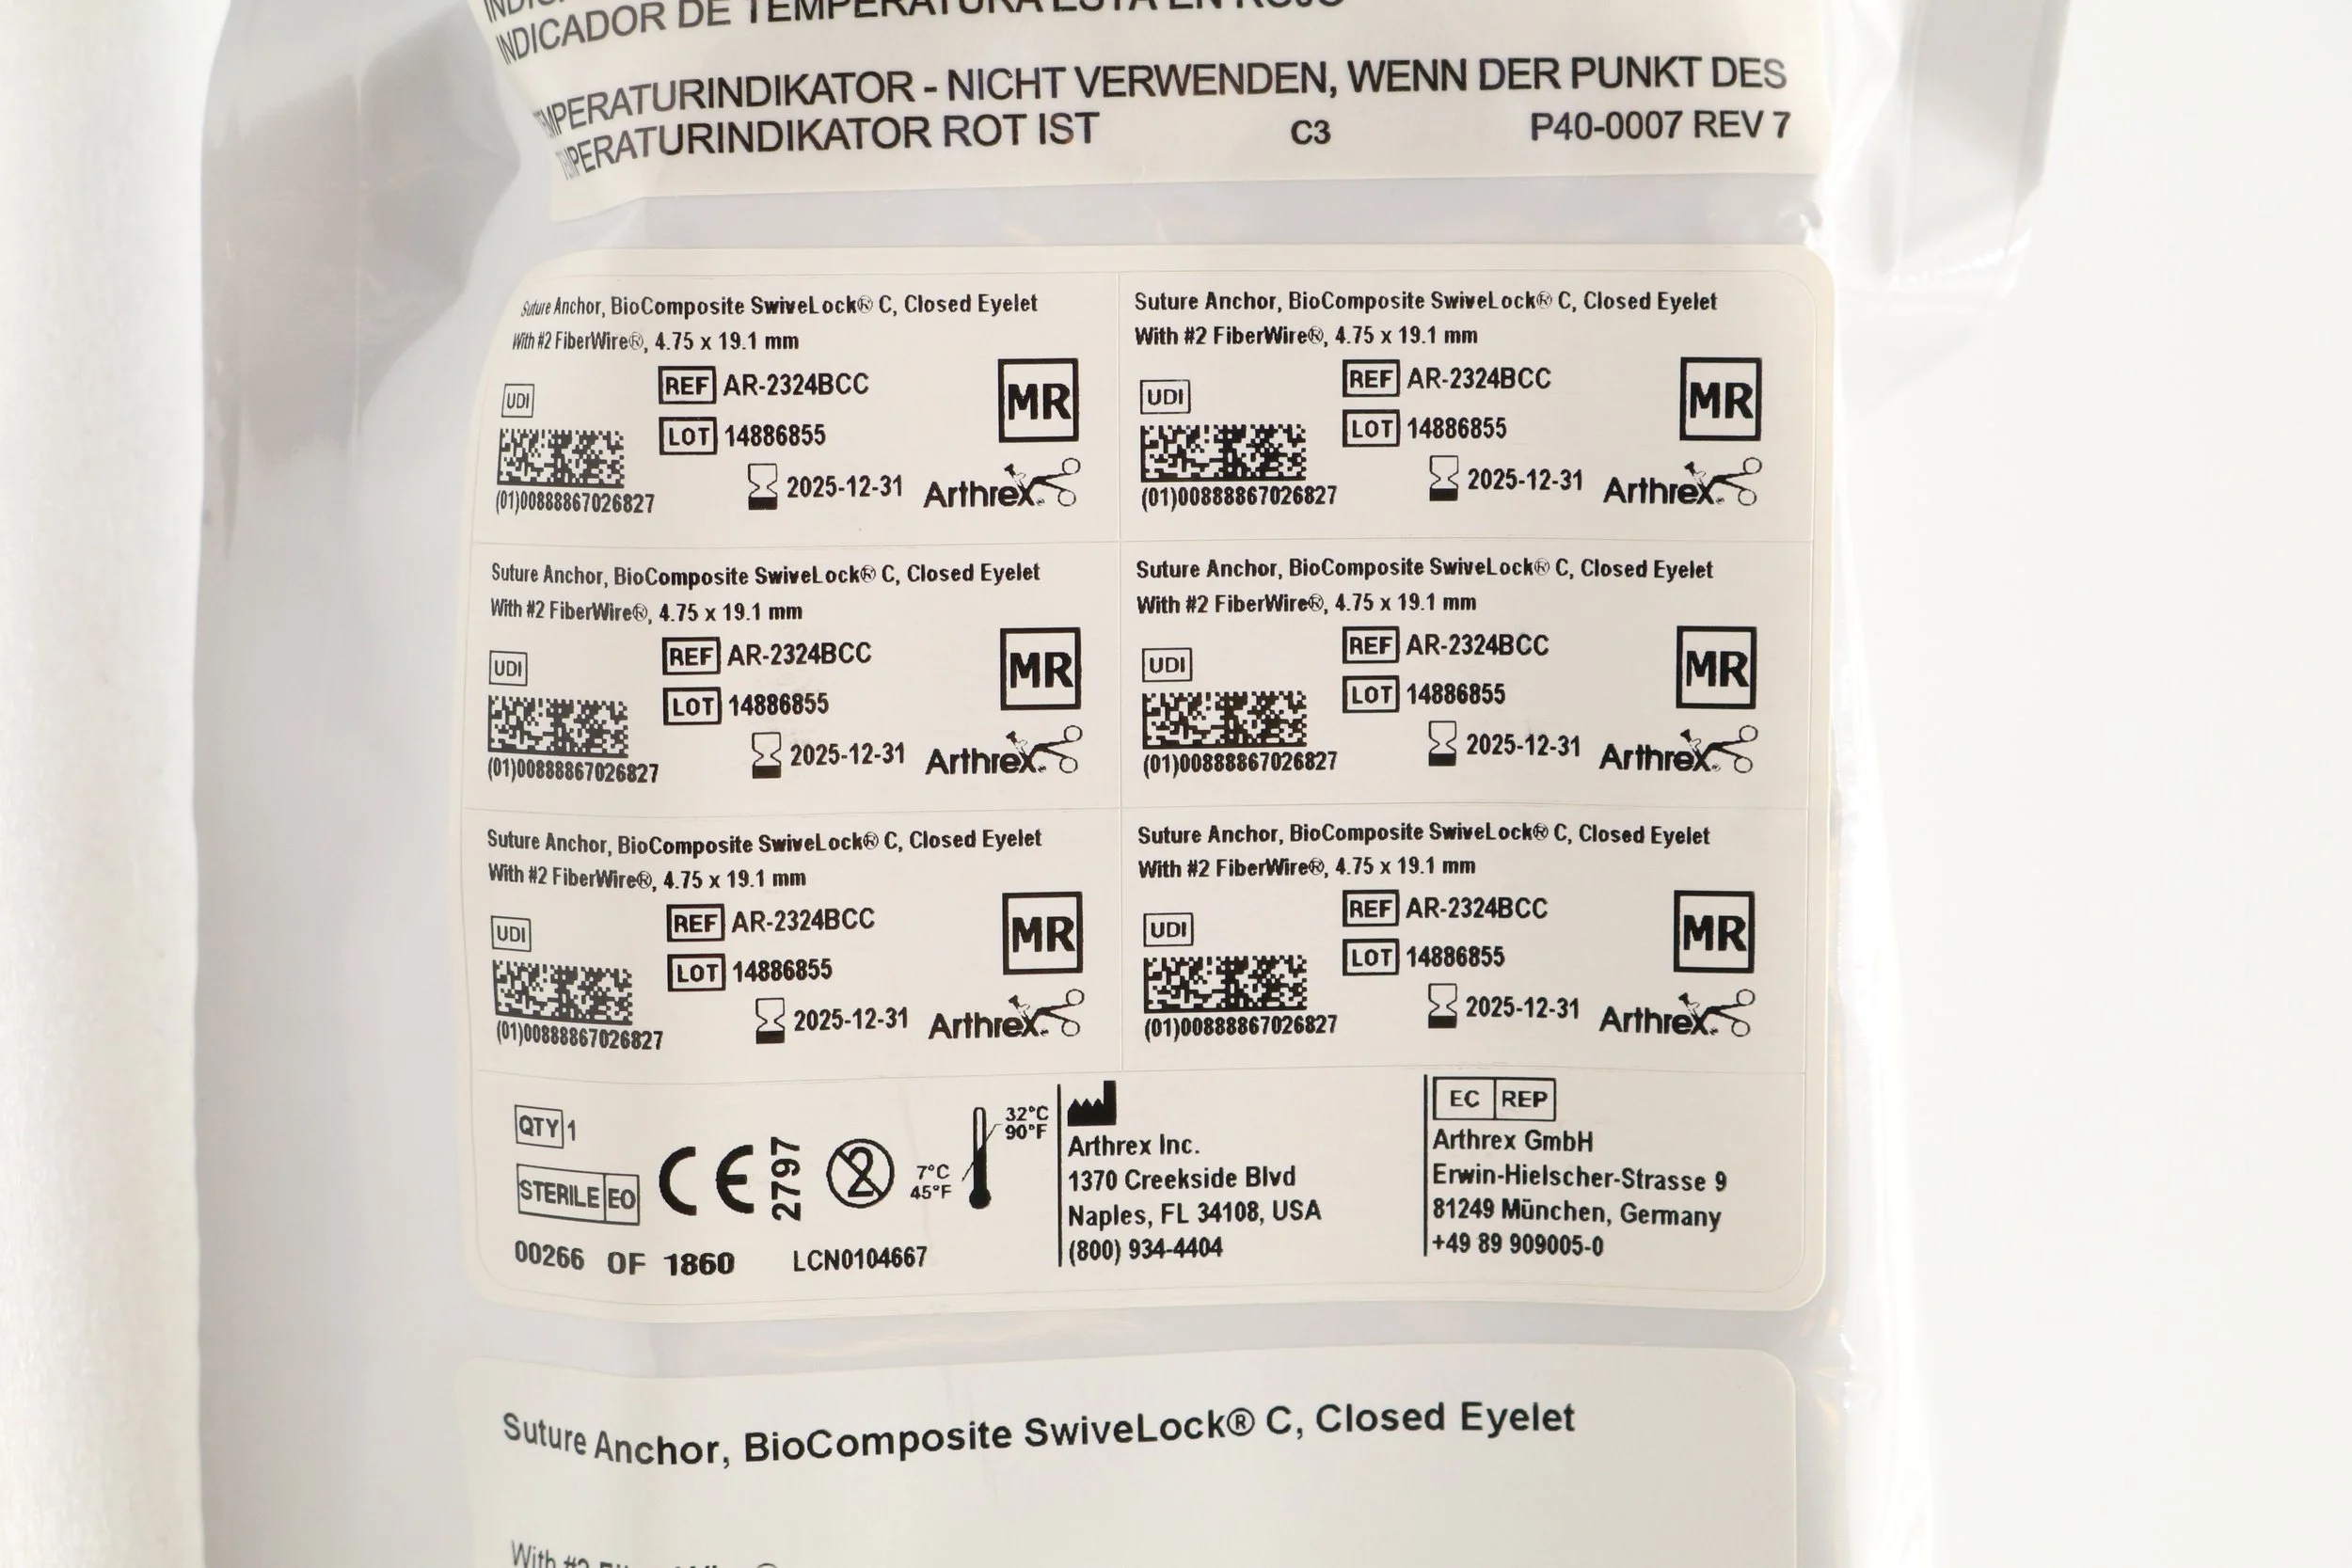 INDICADOR DE TEMPERATURA ESTÁ EN ROJO
TEMPERATURINDIKATOR - NICHT VERWENDEN, WENN DER PUNKT DES
TEMPERATURINDIKATOR ROT IST C3 P40-0007 REV 7
Suture Anchor, BioComposite SwiveLock® C, Closed Eyelet
With #2 FiberWire®, 4.75 x 19.1 mm
UDI
REF AR-2324BCC
MR
LOT 14886855
2025-12-31
Arthrex
(01)00888867026827
Suture Anchor, BioComposite SwiveLock® C, Closed Eyelet
With #2 FiberWire®, 4.75 x 19.1 mm
UDI
REF AR-2324BCC
MR
LOT 14886855
2025-12-31
Arthrex
(01)00888867026827
Suture Anchor, BioComposite SwiveLock® C, Closed Eyelet
With #2 FiberWire®, 4.75 x 19.1 mm
UDI
REF AR-2324BCC
MR
LOT 14886855
2025-12-31
Arthrex
(01)00888867026827
Suture Anchor, BioComposite SwiveLock® C, Closed Eyelet
With #2 FiberWire®, 4.75 x 19.1 mm
UDI
REF AR-2324BCC
MR
LOT 14886855
2025-12-31
Arthrex
(01)00888867026827
Suture Anchor, BioComposite SwiveLock® C, Closed Eyelet
With #2 FiberWire®, 4.75 x 19.1 mm
UDI
REF AR-2324BCC
MR
LOT 14886855
2025-12-31
Arthrex
(01)00888867026827
Suture Anchor, BioComposite SwiveLock® C, Closed Eyelet
With #2 FiberWire®, 4.75 x 19.1 mm
UDI
REF AR-2324BCC
MR
LOT 14886855
2025-12-31
Arthrex
(01)00888867026827
QTY 1
STERILE EO
CE 2797
2
7°C
45°F
32°C
90°F
00266 OF 1860 LCN0104667
Arthrex Inc.
1370 Creekside Blvd
Naples, FL 34108, USA
(800) 934-4404
EC REP
Arthrex GmbH
Erwin-Hielscher-Strasse 9
81249 München, Germany
+49 89 909005-0
Suture Anchor, BioComposite SwiveLock® C, Closed Eyelet
With #2